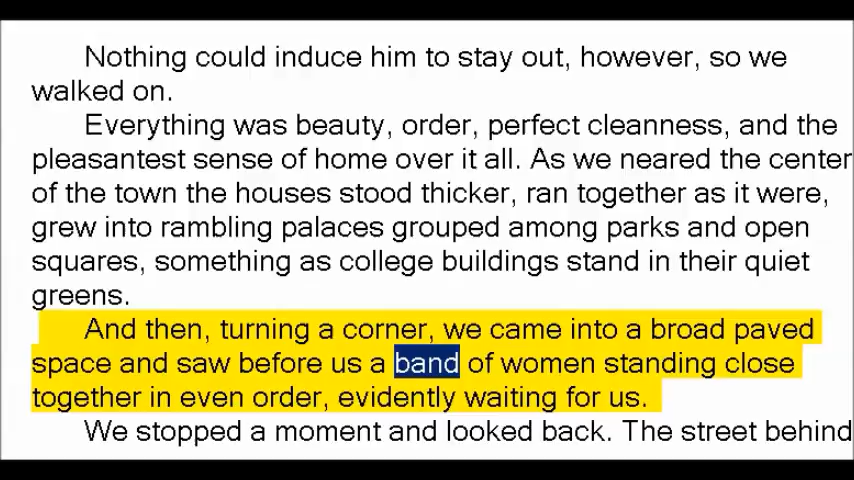 Nothing could induce him to stay out, however, so we
walked on.
Everything was beauty, order, perfect cleanness, and the
pleasantest sense of home over it all. As we neared the center
of the town the houses stood thicker, ran together as it were,
grew into rambling palaces grouped among parks and open
squares, something as college buildings stand in their quiet
greens.
And then, turning a corner, we came into a broad paved
space and saw before us a band of women standing close
together in even order, evidently waiting for us.
We stopped a moment and looked back. The street behind